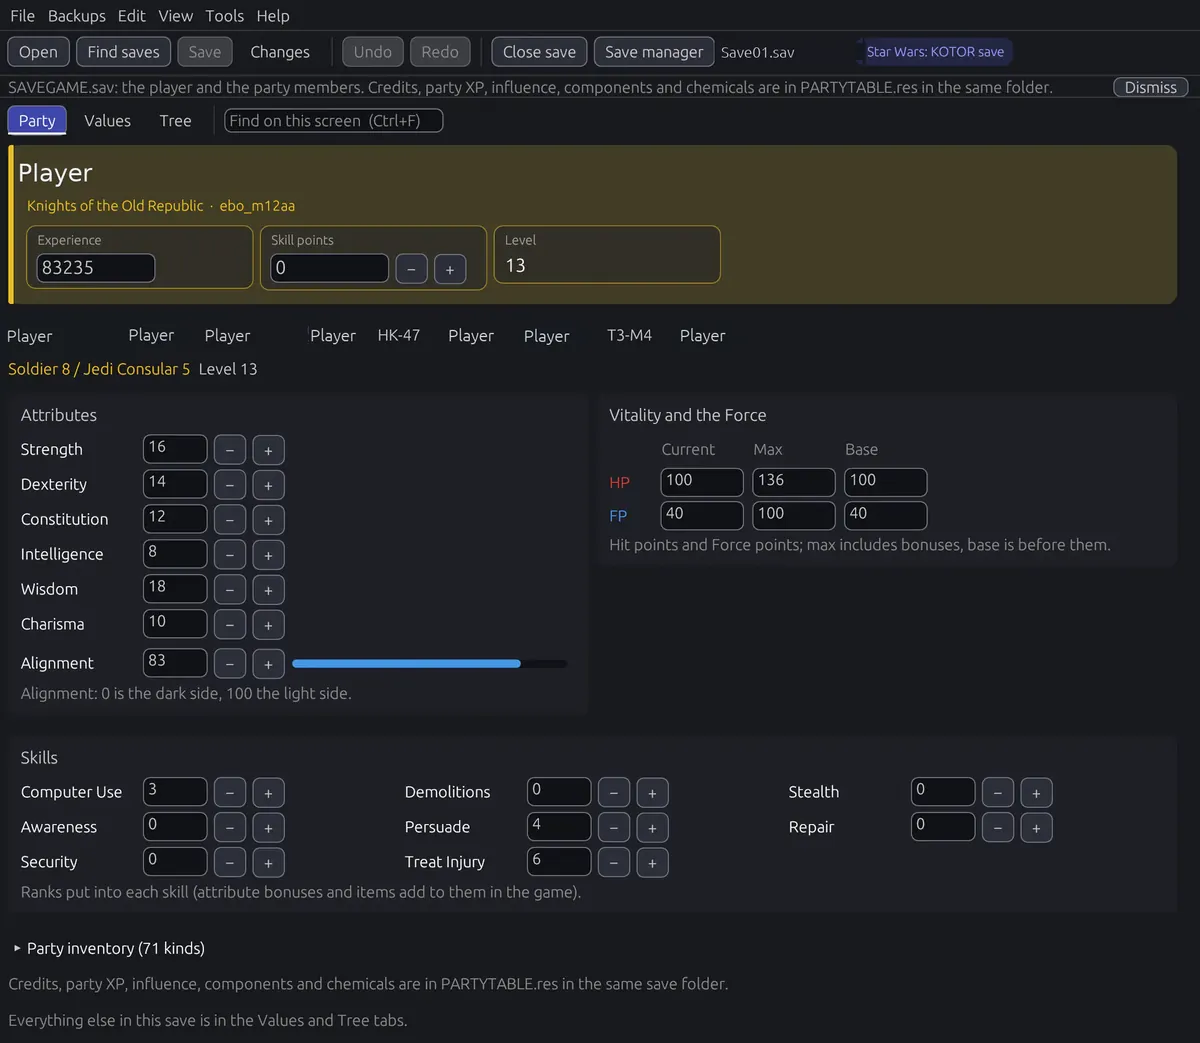 File Backups Edit View Tools Help
Open Find saves Save Changes Undo Redo Close save Save manager Save01.sav Star Wars: KOTOR save
SAVEGAME.sav: the player and the party members. Credits, party XP, influence, components and chemicals are in PARTYTABLE.res in the same folder. Dismiss
Party Values Tree Find on this screen (Ctrl+F)
Player
Knights of the Old Republic · ebo_m12aa
Experience Skill points Level
83235 0 − + 13
Player Player Player Player HK-47 Player Player T3-M4 Player
Soldier 8 / Jedi Consular 5 Level 13
Attributes
Strength 16 − +
Dexterity 14 − +
Constitution 12 − +
Intelligence 8 − +
Wisdom 18 − +
Charisma 10 − +
Alignment 83 − +
Alignment: 0 is the dark side, 100 the light side.
Vitality and the Force
Current Max Base
HP 100 136 100
FP 40 100 40
Hit points and Force points; max includes bonuses, base is before them.
Skills
Computer Use 3 − + Demolitions 0 − + Stealth 0 − +
Awareness 0 − + Persuade 4 − + Repair 0 − +
Security 0 − + Treat Injury 6 − +
Ranks put into each skill (attribute bonuses and items add to them in the game).
▸ Party inventory (71 kinds)
Credits, party XP, influence, components and chemicals are in PARTYTABLE.res in the same save folder.
Everything else in this save is in the Values and Tree tabs.